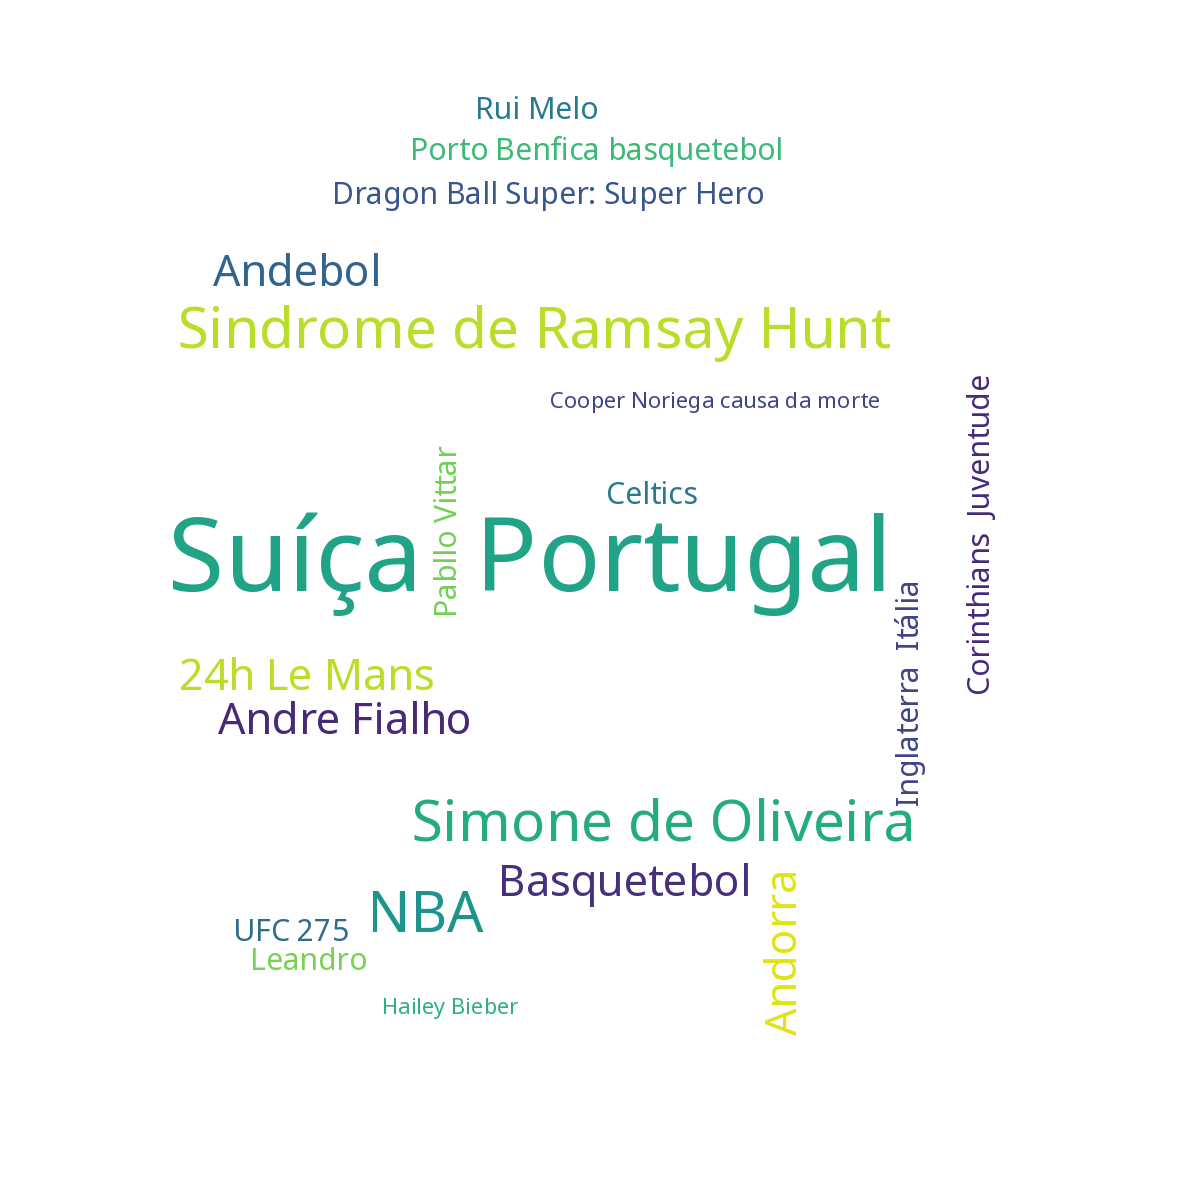 Rui Melo
Porto Benfica basquetebol
Dragon Ball Super: Super Hero
Andebol
Sindrome de Ramsay Hunt
Cooper Noriega causa da morte
Corinthians Juventude
Pabllo Vittar
Celtics
Suíça Portugal
Inglaterra Itália
24h Le Mans
Andre Fialho
Simone de Oliveira
Basquetebol
Andorra
NBA
UFC 275
Leandro
Hailey Bieber